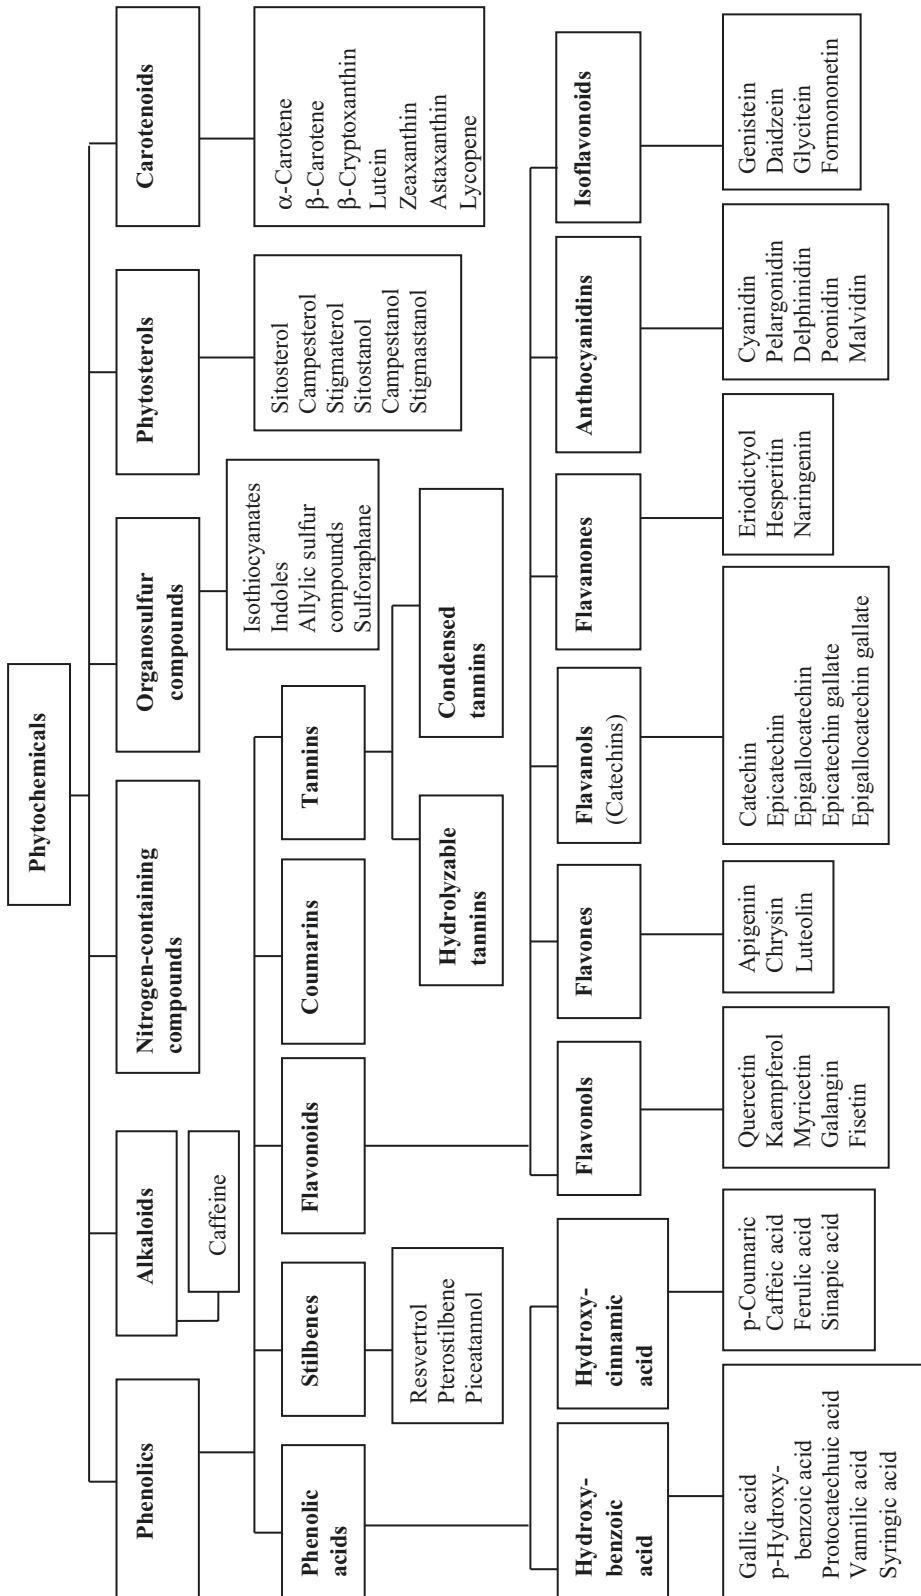 Phytochemicals
Phenolics
Alkaloids
Nitrogen-containing
compounds
Organosulfur
compounds
Phytosterols
Carotenoids
Caffeine
Isothiocyanates
Indoles
Allylic sulfur
compounds
Sulforaphane
Sitosterol
Campesterol
Stigmaterol
Sitostanol
Campestanol
Stigmastanol
α-Carotene
β-Carotene
β-Cryptoxanthin
Lutein
Zeaxanthin
Astaxanthin
Lycopene
Phenolic
acids
Stilbenes
Flavonoids
Coumarins
Tannins
Resvertrol
Pterostilbene
Piceatannol
Hydrolyzable
tannins
Condensed
tannins
Hydroxy-
benzoic
acid
Hydroxy-
cinnamic
acid
Flavonols
Flavones
Flavanols
(Catechins)
Flavanones
Anthocyanidins
Isoflavonoids
Gallic acid
p-Hydroxy-
benzoic acid
Protocatechuic acid
Vannilic acid
Syringic acid
p-Coumaric
Caffeic acid
Ferulic acid
Sinapic acid
Quercetin
Kaempferol
Myricetin
Galangin
Fisetin
Apigenin
Chrysin
Luteolin
Catechin
Epicatechin
Epigallocatechin
Epicatechin gallate
Epigallocatechin gallate
Eriodictyol
Hesperitin
Naringenin
Cyanidin
Pelargonidin
Delphinidin
Peonidin
Malvidin
Genistein
Daidzein
Glycitein
Formononetin